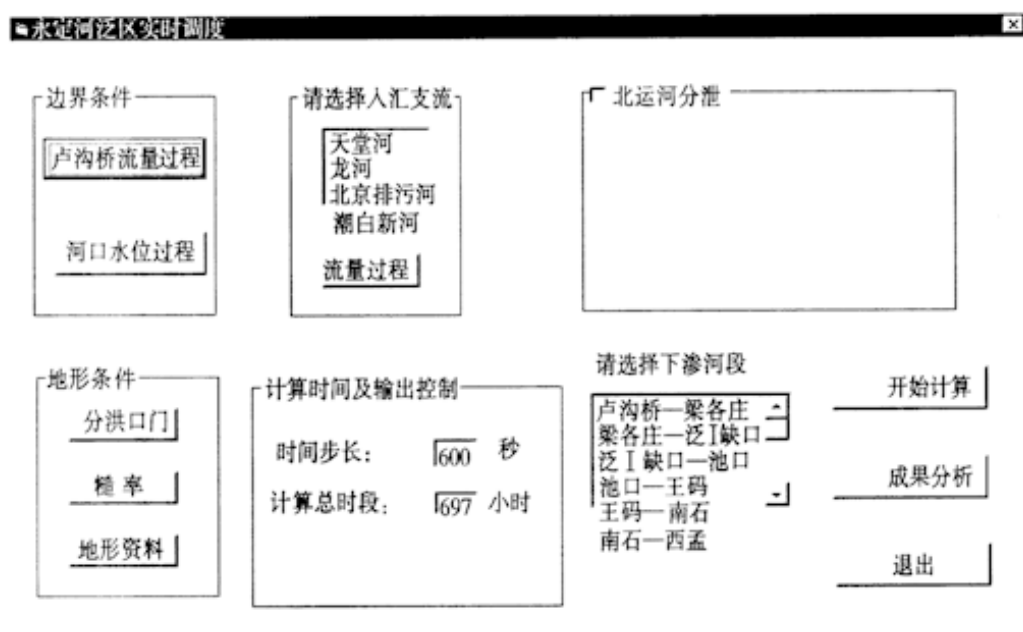 永定河泛区实时调度
边界条件
卢沟桥流量过程
河口水位过程
请选择入汇支流
天堂河
龙河
北京排污河
潮白新河
流量过程
北运河分泄
地形条件
分洪口门
糙率
地形资料
计算时间及输出控制
时间步长: 600 秒
计算总时段: 697 小时
请选择下渗河段
卢沟桥—梁各庄
梁各庄—泛I缺口
泛I缺口—池口
池口—王码
王码—南石
南石—西孟
开始计算
成果分析
退出